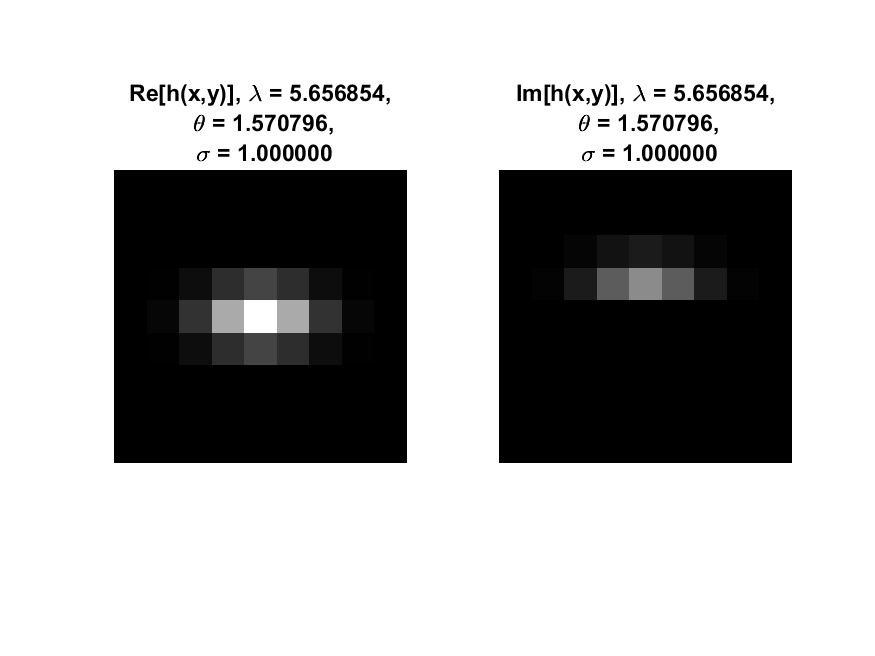 Re[h(x,y)], λ = 5.656854,
θ = 1.570796,
σ = 1.000000
Im[h(x,y)], λ = 5.656854,
θ = 1.570796,
σ = 1.000000